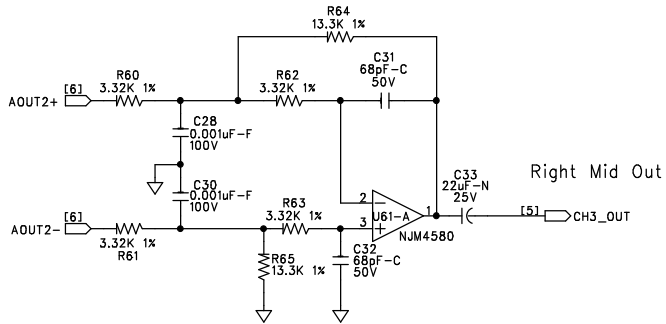 R64
13.3K 1%
C31
68pF-C
50V
R60
3.32K 1%
R62
3.32K 1%
[6]
AOUT2+
C28
0.001uF-F
100V
C30
0.001uF-F
100V
C33
22uF-N
25V
Right Mid Out
[6]
AOUT2-
3.32K 1%
R61
R63
3.32K 1%
2
3
1
U61-A
NJM4580
[5]
CH3_OUT
R65
13.3K 1%
C32
68pF-C
50V